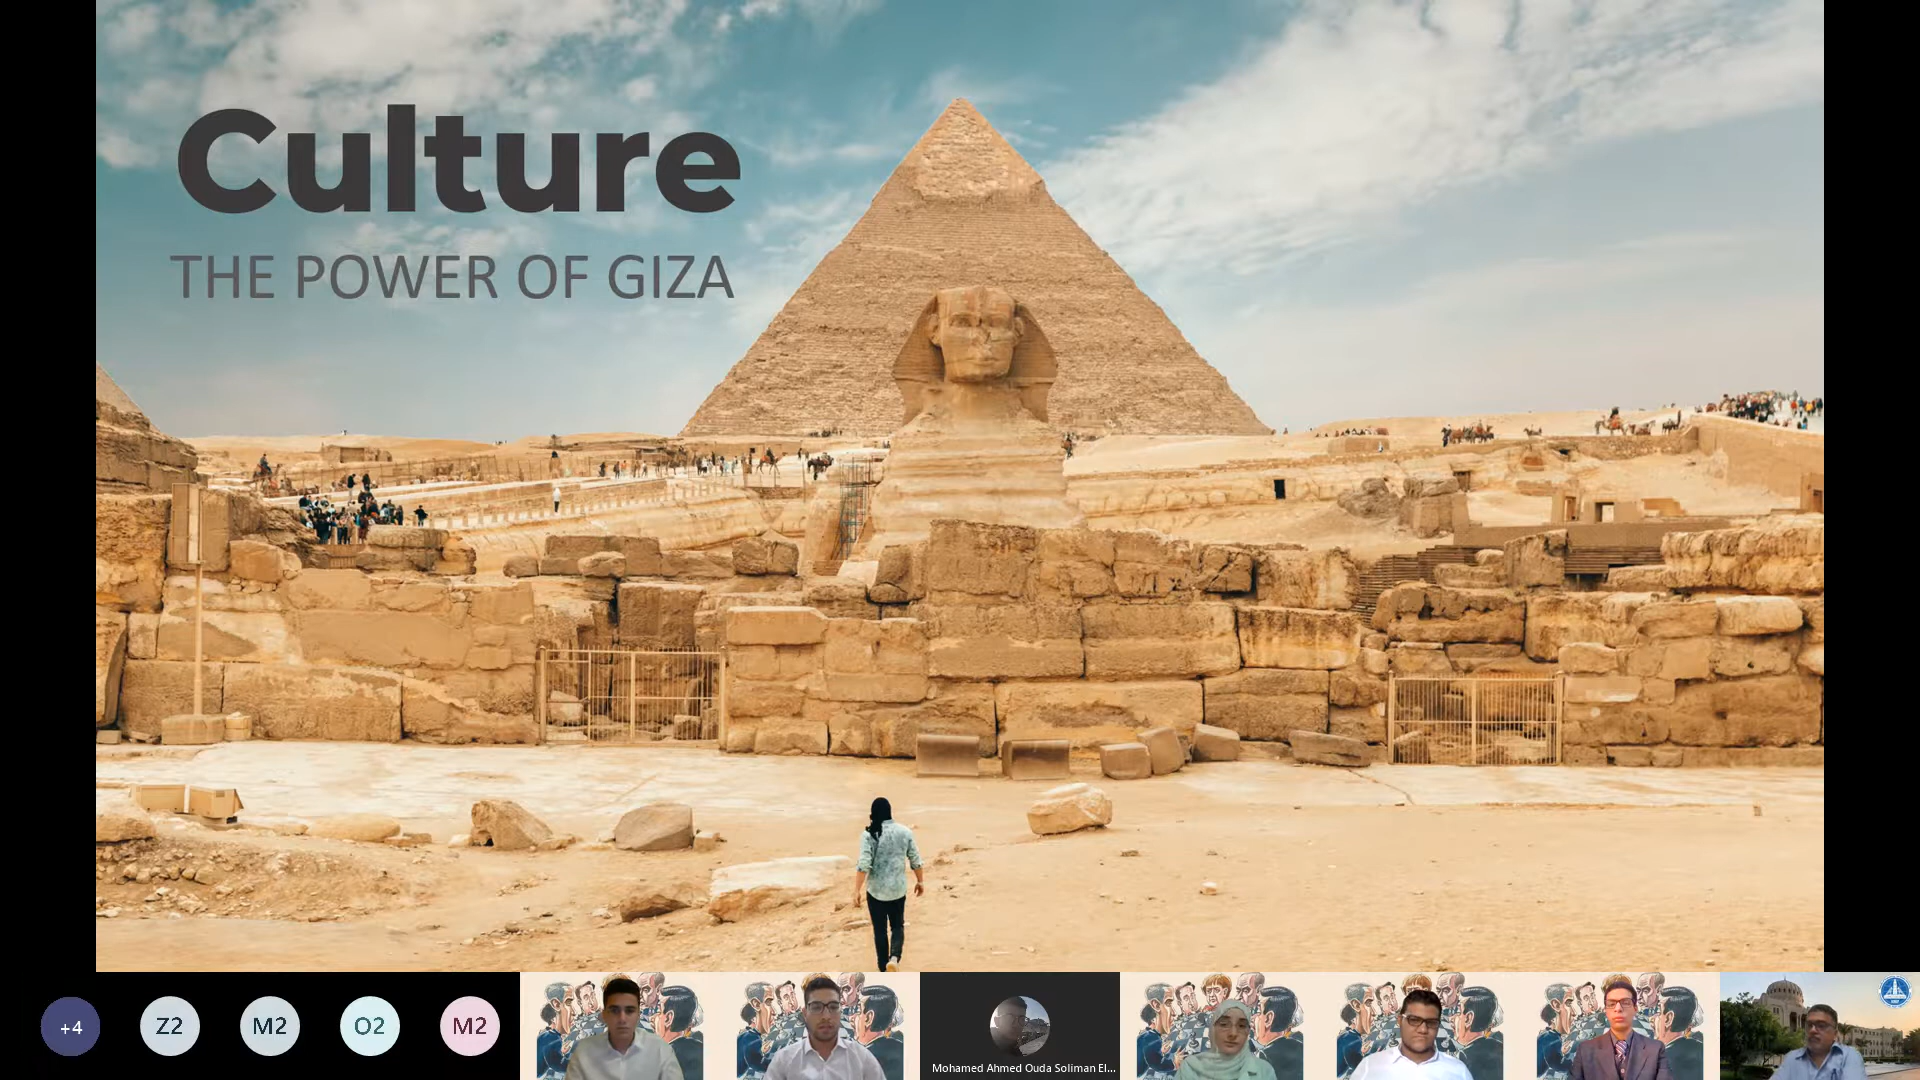 Culture
THE POWER OF GIZA
+4
Z2
M2
O2
M2
Mohamed Ahmed Ouda Soliman El...